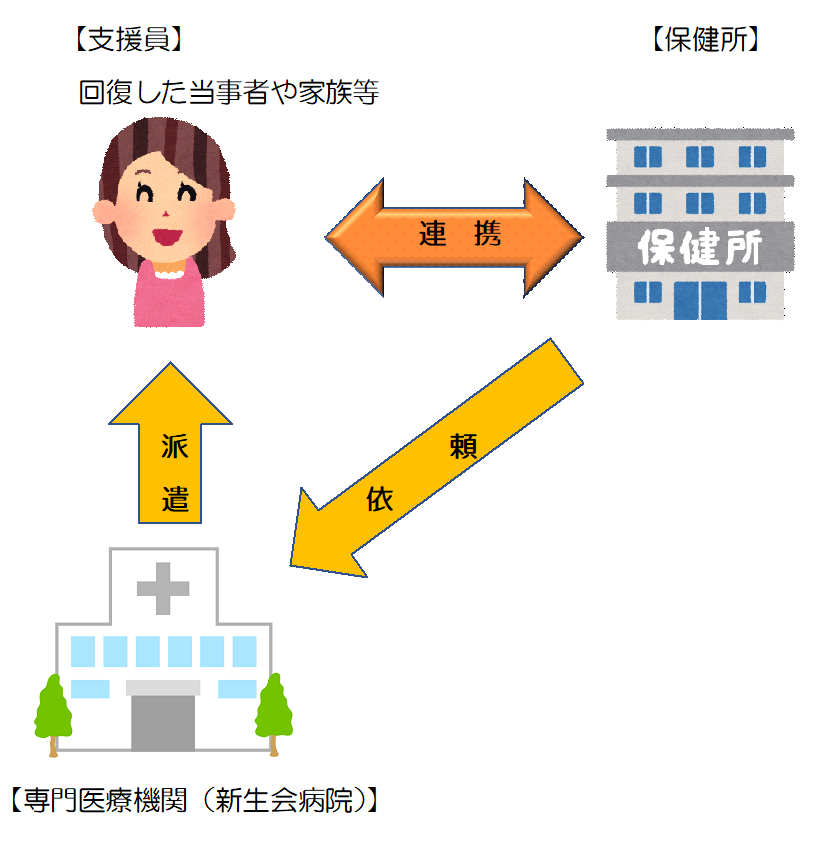 【支援員】
【保健所】
回復した当事者や家族等
保健所
連携
依頼
派遣
【専門医療機関（新生会病院）】